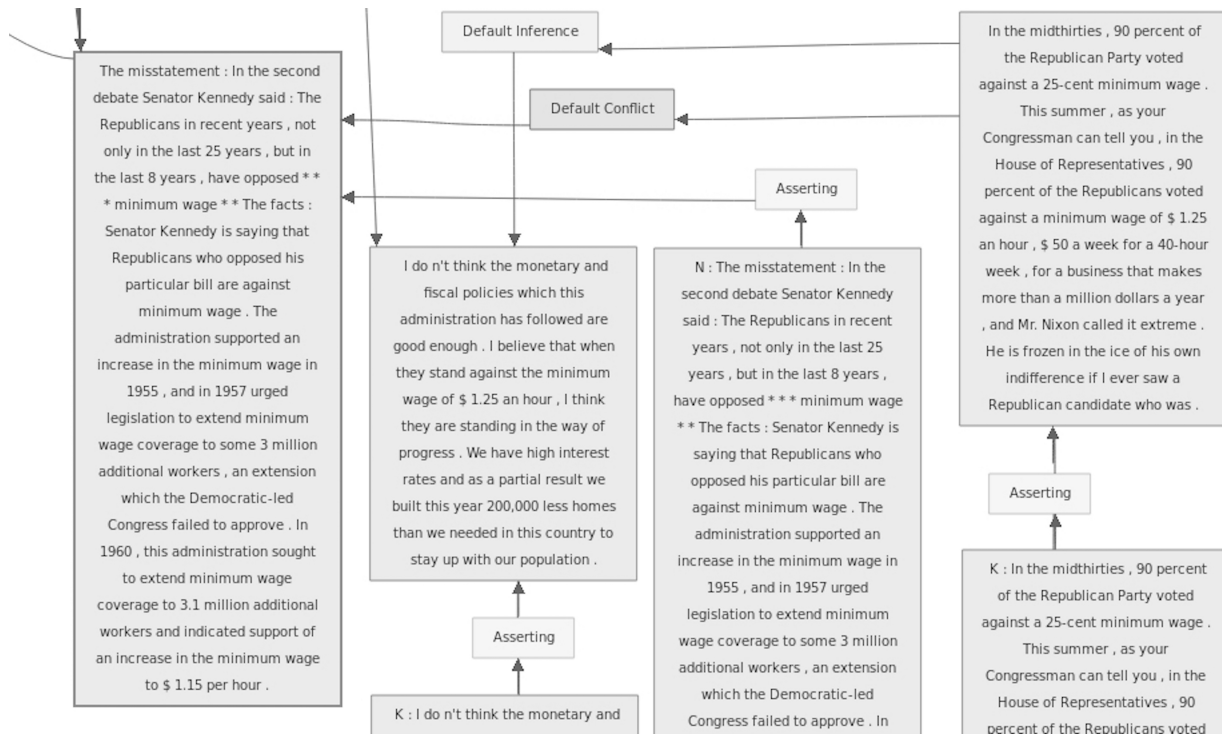 Default Inference
Default Conflict
Asserting
The misstatement : In the second
debate Senator Kennedy said : The
Republicans in recent years , not
only in the last 25 years , but in
the last 8 years , have opposed * *
* minimum wage * * The facts :
Senator Kennedy is saying that
Republicans who opposed his
particular bill are against
minimum wage . The
administration supported an
increase in the minimum wage in
1955 , and in 1957 urged
legislation to extend minimum
wage coverage to some 3 million
additional workers , an extension
which the Democratic-led
Congress failed to approve . In
1960 , this administration sought
to extend minimum wage
coverage to 3.1 million additional
workers and indicated support of
an increase in the minimum wage
to $ 1.15 per hour .
I do n't think the monetary and
fiscal policies which this
administration has followed are
good enough . I believe that when
they stand against the minimum
wage of $ 1.25 an hour , I think
they are standing in the way of
progress . We have high interest
rates and as a partial result we
built this year 200,000 less homes
than we needed in this country to
stay up with our population .
Asserting
K : I do n't think the monetary and
N : The misstatement : In the
second debate Senator Kennedy
said : The Republicans in recent
years , not only in the last 25
years , but in the last 8 years ,
have opposed * * * minimum wage
* * The facts : Senator Kennedy is
saying that Republicans who
opposed his particular bill are
against minimum wage . The
administration supported an
increase in the minimum wage in
1955 , and in 1957 urged
legislation to extend minimum
wage coverage to some 3 million
additional workers , an extension
which the Democratic-led
Congress failed to approve . In
In the midthirties , 90 percent of
the Republican Party voted
against a 25-cent minimum wage .
This summer , as your
Congressman can tell you , in the
House of Representatives , 90
percent of the Republicans voted
against a minimum wage of $ 1.25
an hour , $ 50 a week for a 40-hour
week , for a business that makes
more than a million dollars a year
, and Mr. Nixon called it extreme .
He is frozen in the ice of his own
indifference if I ever saw a
Republican candidate who was .
Asserting
K : In the midthirties , 90 percent
of the Republican Party voted
against a 25-cent minimum wage .
This summer , as your
Congressman can tell you , in the
House of Representatives , 90
percent of the Republicans voted